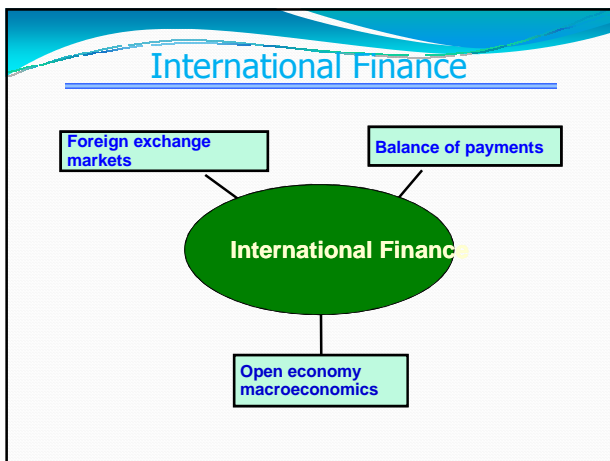 International Finance
Foreign exchange
markets
Balance of payments
International Finance
Open economy
macroeconomics